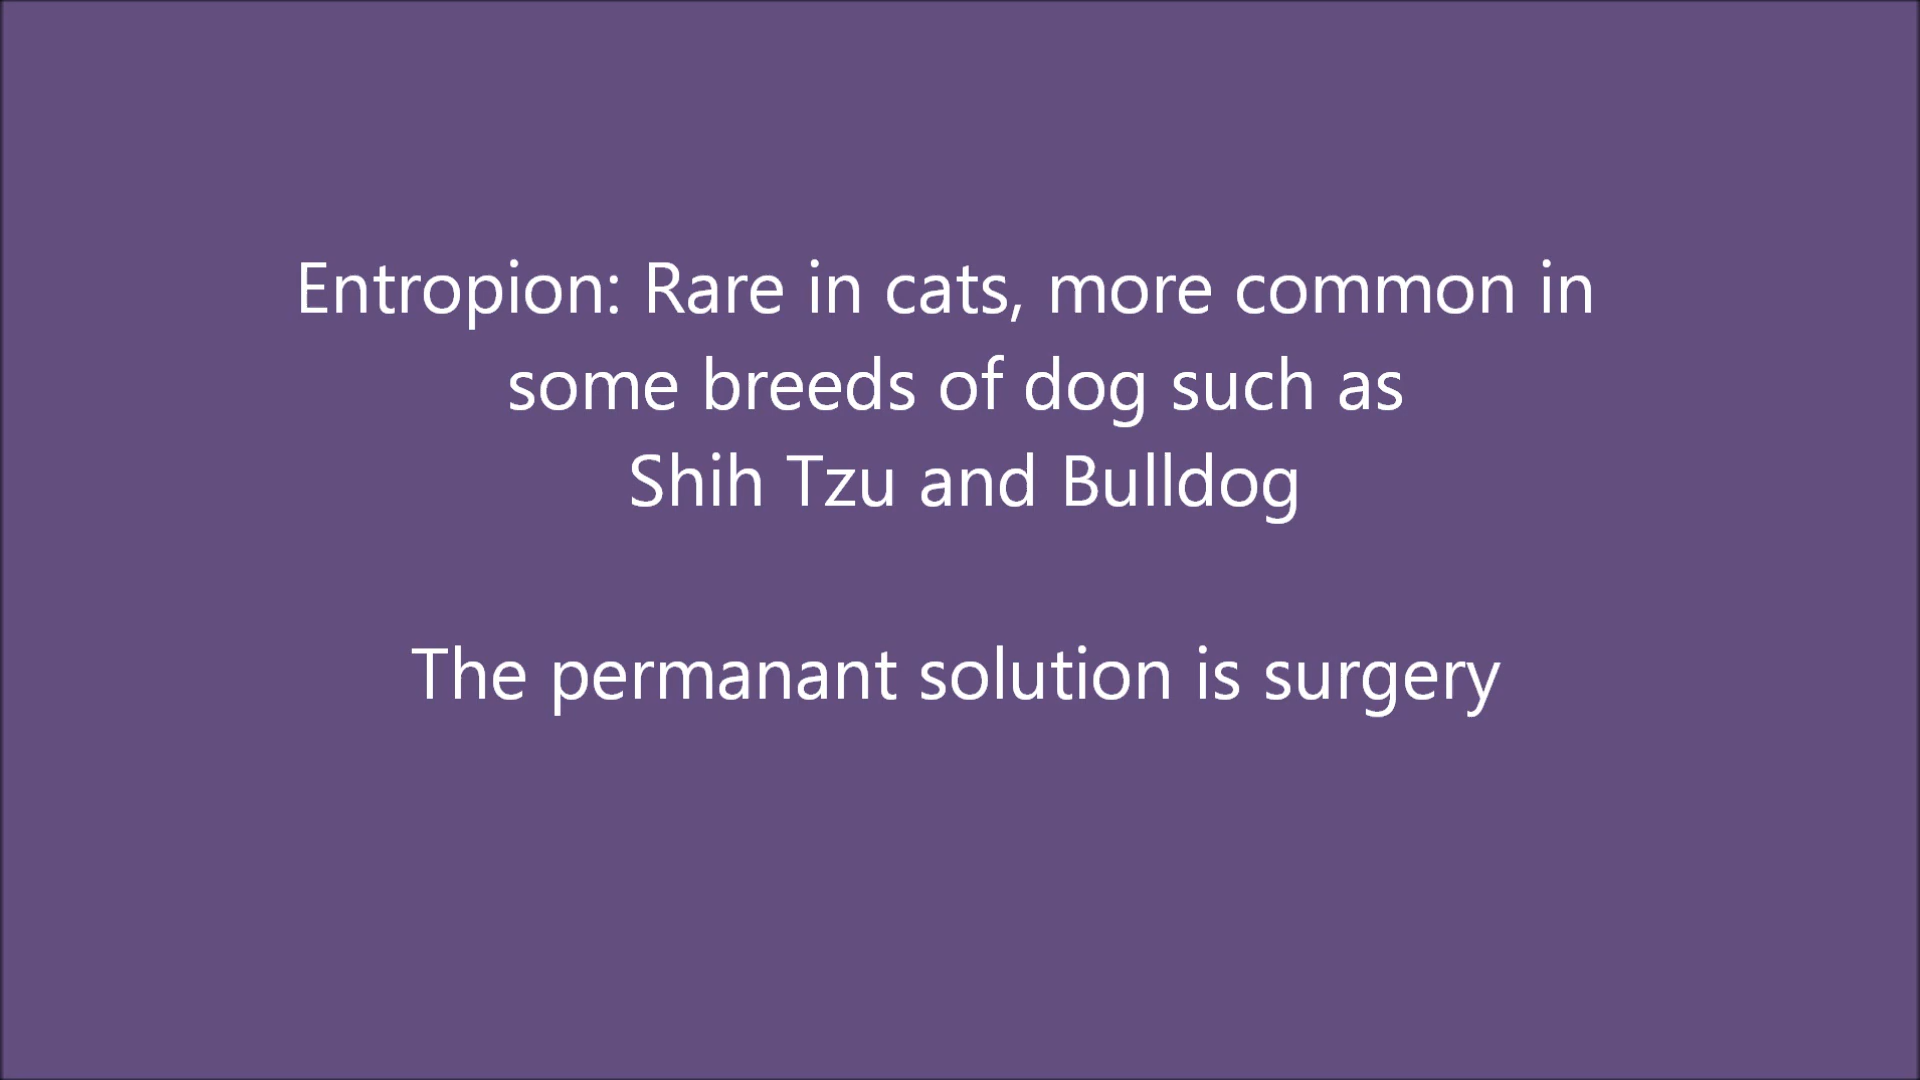 Entropion: Rare in cats, more common in
some breeds of dog such as
Shih Tzu and Bulldog
The permanant solution is surgery